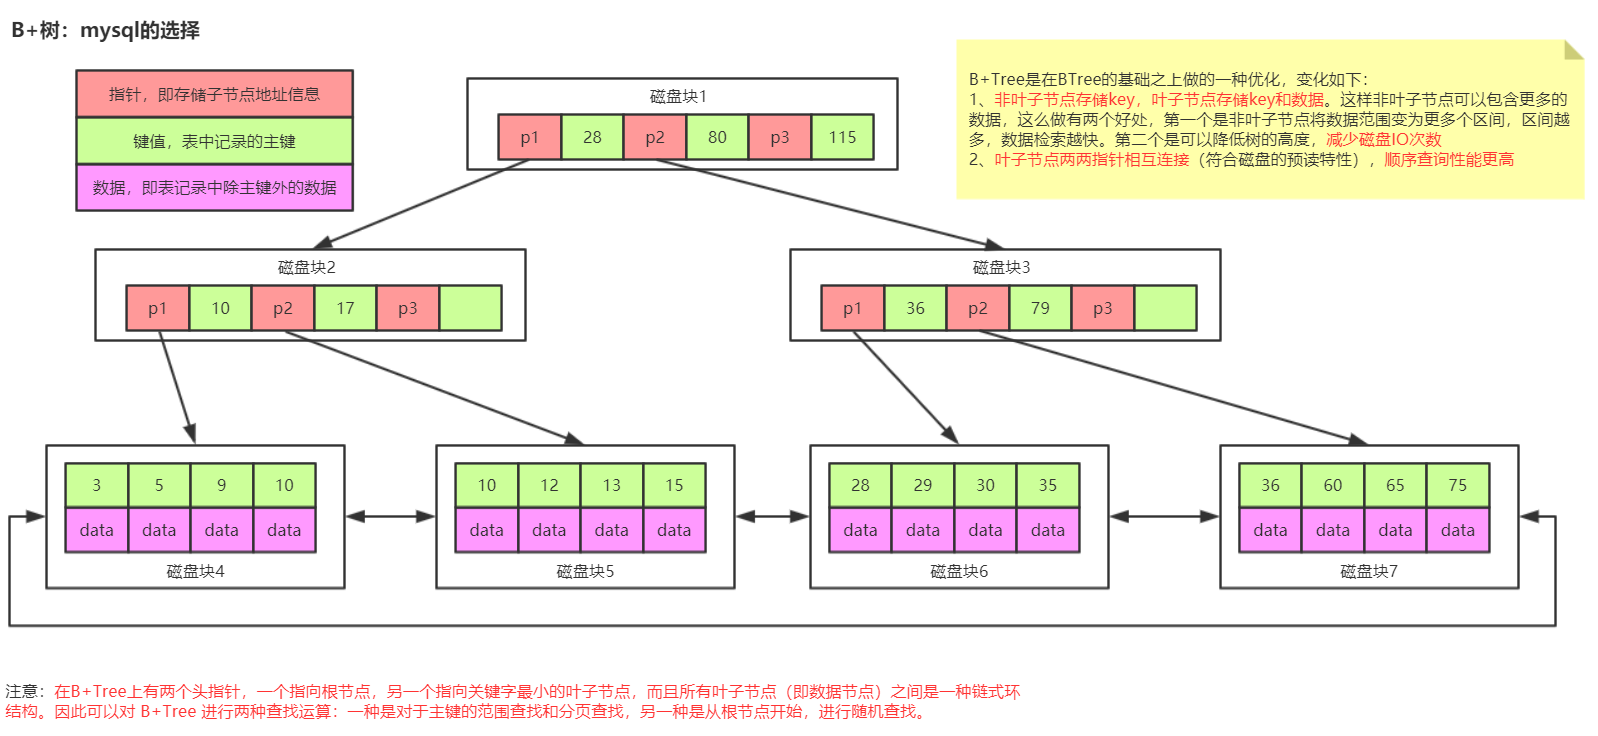 B+树：mysql的选择
指针，即存储子节点地址信息
键值，表中记录的主键
数据，即表记录中除主键外的数据
B+Tree是在BTree的基础之上做的一种优化，变化如下：
1、非叶子节点存储key，叶子节点存储key和数据。这样非叶子节点可以包含更多的
数据，这么做有两个好处，第一个是非叶子节点将数据范围变为更多个区间，区间越
多，数据检索越快。第二个是可以降低树的高度，减少磁盘IO次数
2、叶子节点两两指针相互连接（符合磁盘的预读特性），顺序查询性能更高
磁盘块1
p1 28 p2 80 p3 115
磁盘块2
p1 10 p2 17 p3
磁盘块3
p1 36 p2 79 p3
3 5 9 10
data data data data
磁盘块4
10 12 13 15
data data data data
磁盘块5
28 29 30 35
data data data data
磁盘块6
36 60 65 75
data data data data
磁盘块7
注意：在B+Tree上有两个头指针，一个指向根节点，另一个指向关键字最小的叶子节点，而且所有叶子节点（即数据节点）之间是一种链式环
结构。因此可以对 B+Tree 进行两种查找运算：一种是对于主键的范围查找和分页查找，另一种是从根节点开始，进行随机查找。